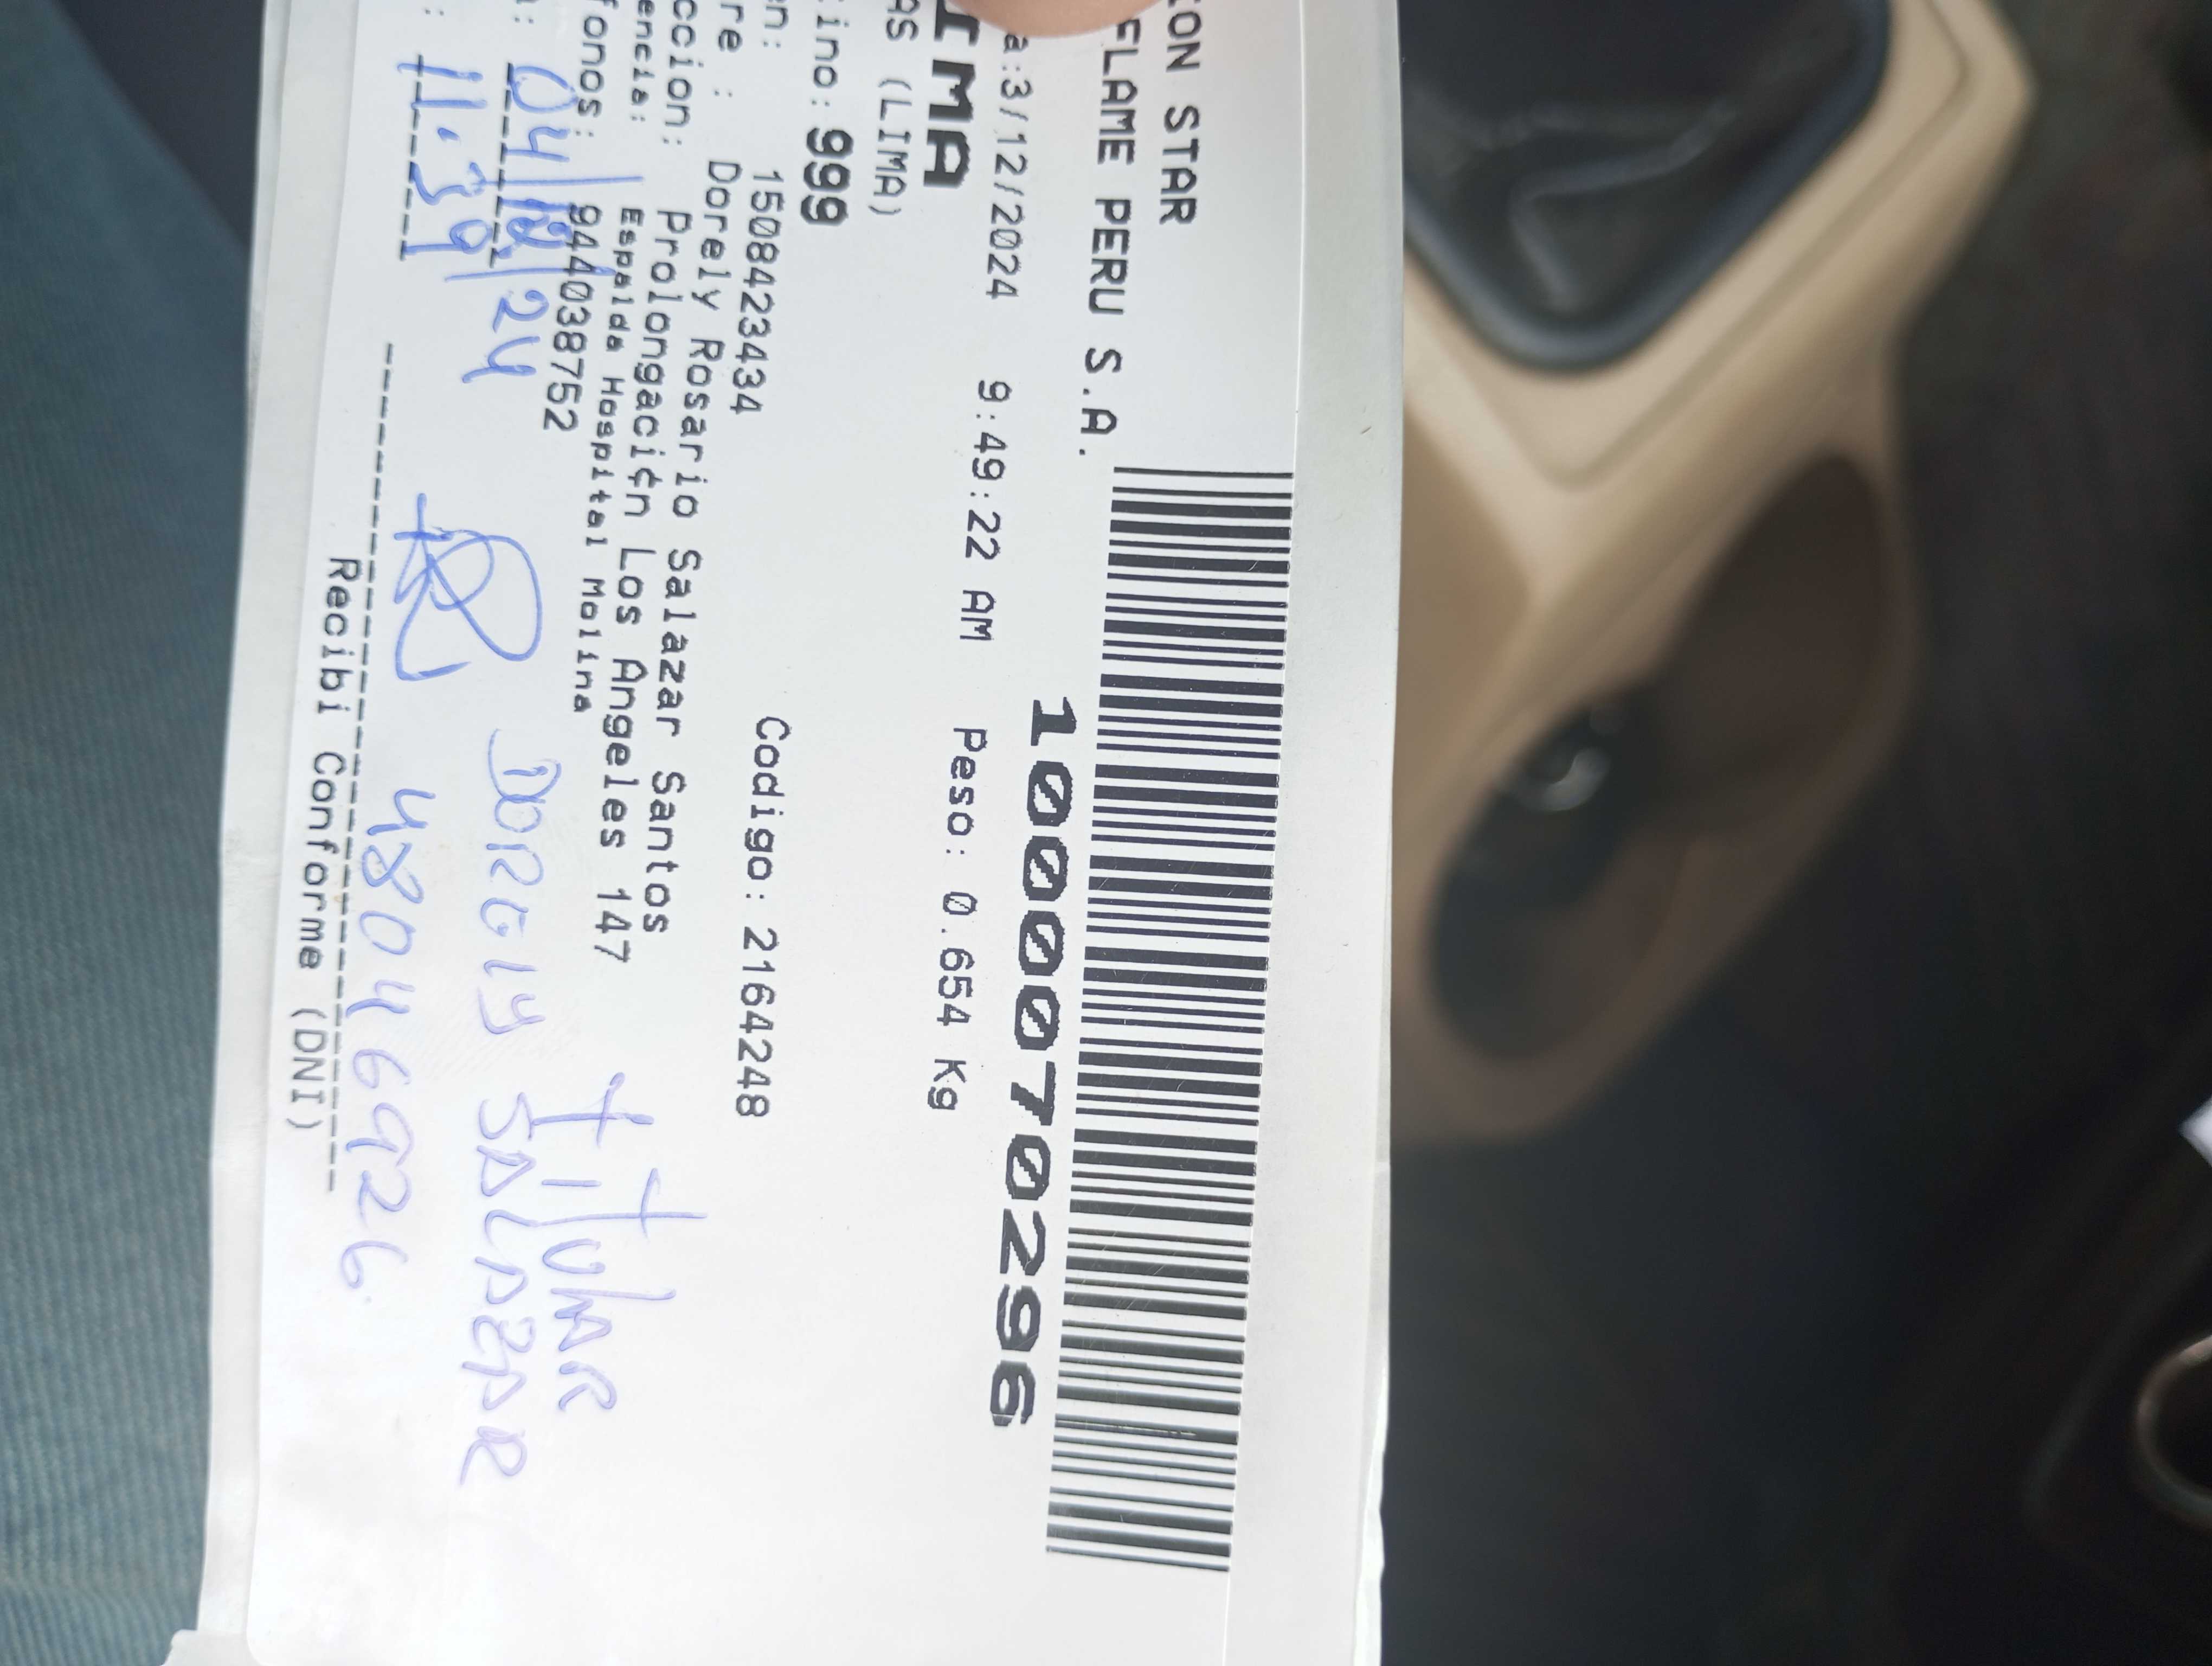 ION STAR
FLAME PERU S.A.
1000070296
a:3/12/2024 9:49:22 AM Peso: 0.654 Kg
IMA
AS (LIMA)
ino: 999
n: 1508423434 Codigo: 2164248
re : Dorely Rosario Salazar Santos
ccion: Prolongaci¢n Los Angeles 147
encia: Espalda Hospital Molina
fonos: 944038752
TitulAR
: 04/12/24 DORELY SALAZAR
: 11:39 48046926
Recibi Conforme (DNI)